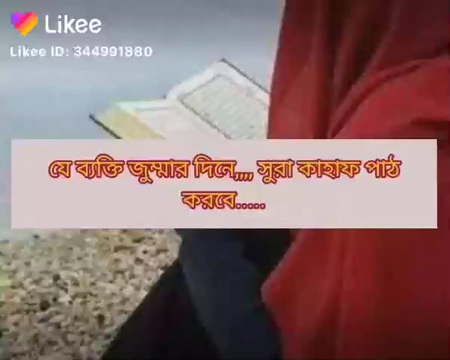 Likee
Likee ID: 344991880
যে ব্যক্তি জুম্মার দিনে,,,, সুরা কাহাফ পাঠ
করবে.....